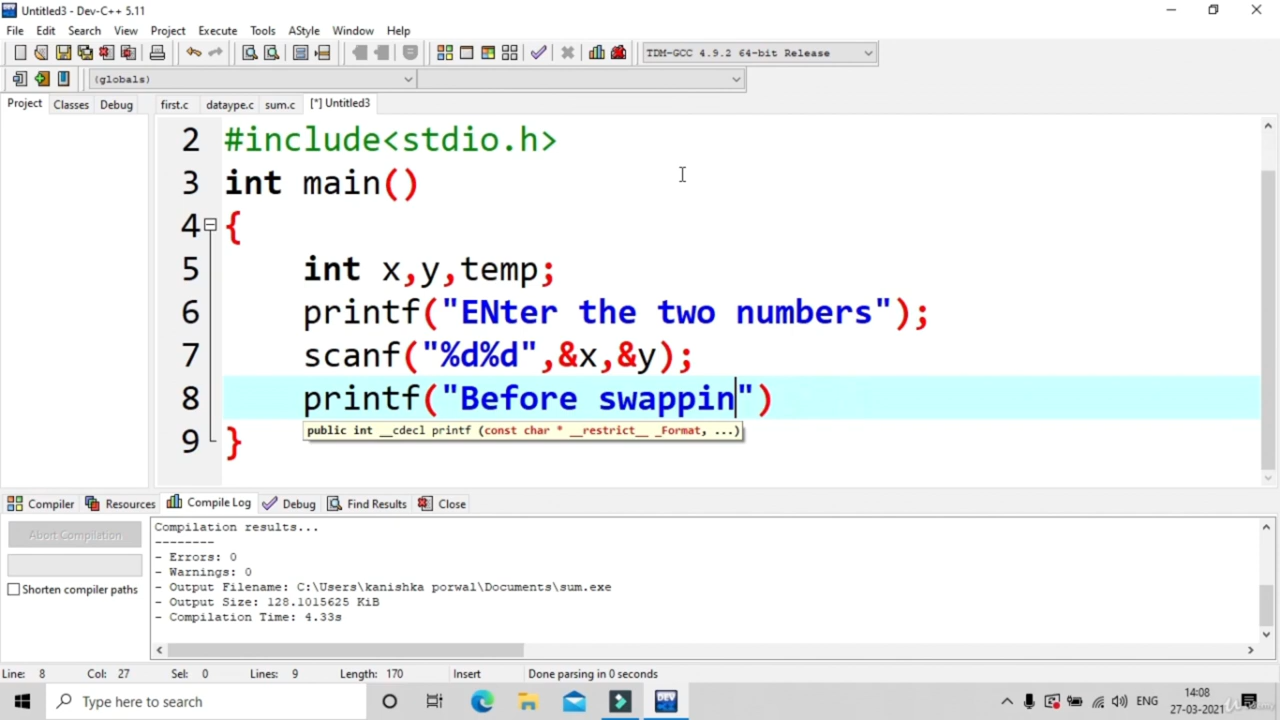 Untitled3 - Dev-C++ 5.11
File Edit Search View Project Execute Tools AStyle Window Help
TDM-GCC 4.9.2 64-bit Release
(globals)
Project Classes Debug first.c dataype.c sum.c [*] Untitled3
2 #include<stdio.h>
3 int main()
4 {
5 int x,y,temp;
6 printf("ENter the two numbers");
7 scanf("%d%d",&x,&y);
8 printf("Before swappin")
public int __cdecl printf (const char * __restrict__ _Format, ...)
9 }
Compiler Resources Compile Log Debug Find Results Close
Abort Compilation
Shorten compiler paths
Compilation results...
--------
- Errors: 0
- Warnings: 0
- Output Filename: C:\Users\kanishka porwal\Documents\sum.exe
- Output Size: 128.1015625 KiB
- Compilation Time: 4.33s
Line: 8 Col: 27 Sel: 0 Lines: 9 Length: 170 Insert Done parsing in 0 seconds
Type here to search
DEV
ENG
14:08
27-03-2021